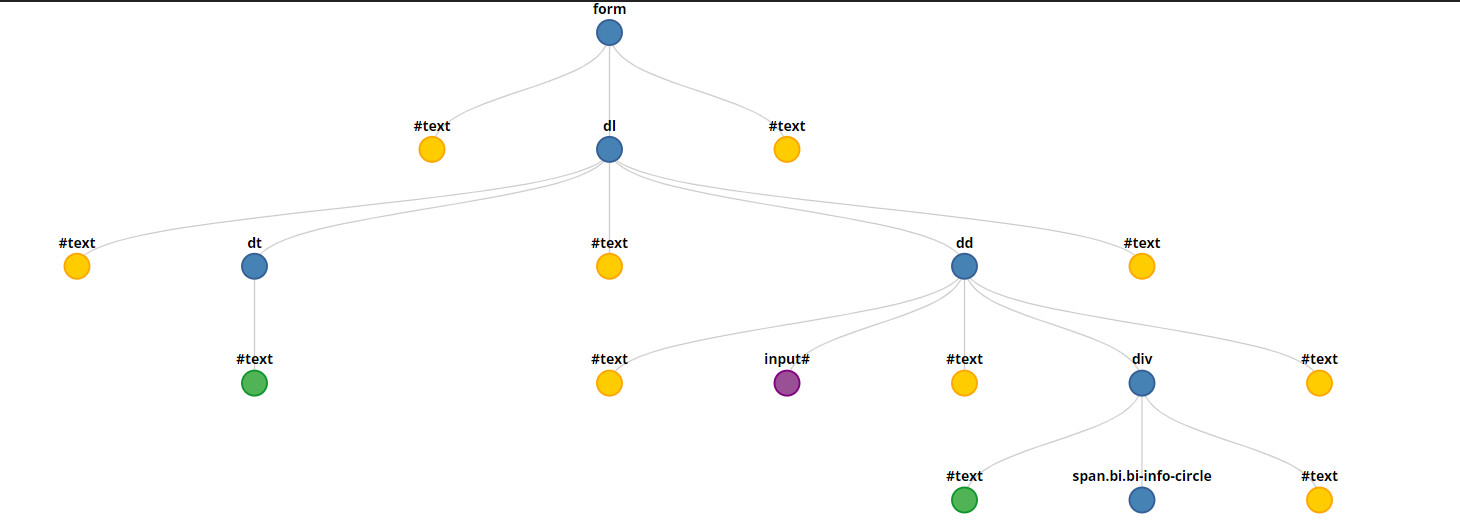 form
#text dl #text
#text dt #text dd #text
#text #text input# #text div #text
#text span.bi.bi-info-circle #text